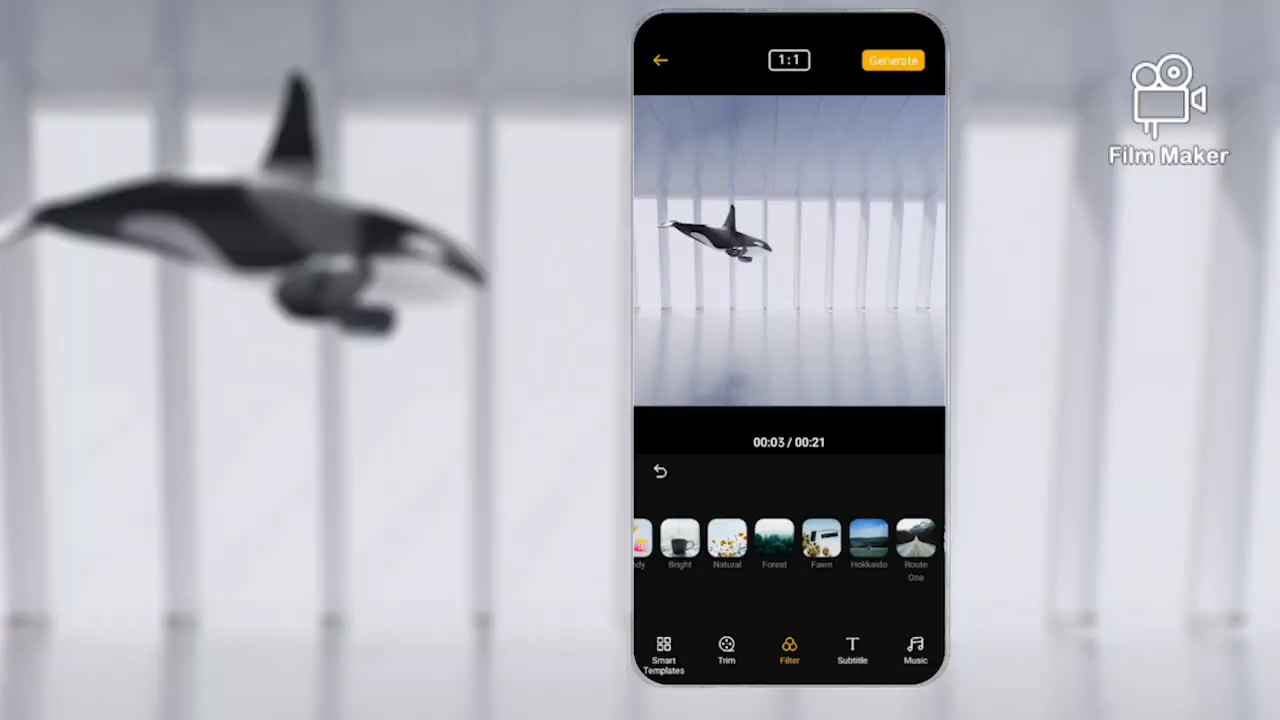 1:1
Generate
Film Maker
00:03 / 00:21
dy
Bright
Natural
Forest
Fawn
Hokkaido
Route
One
Smart
Templates
Trim
Filter
Subtitle
Music